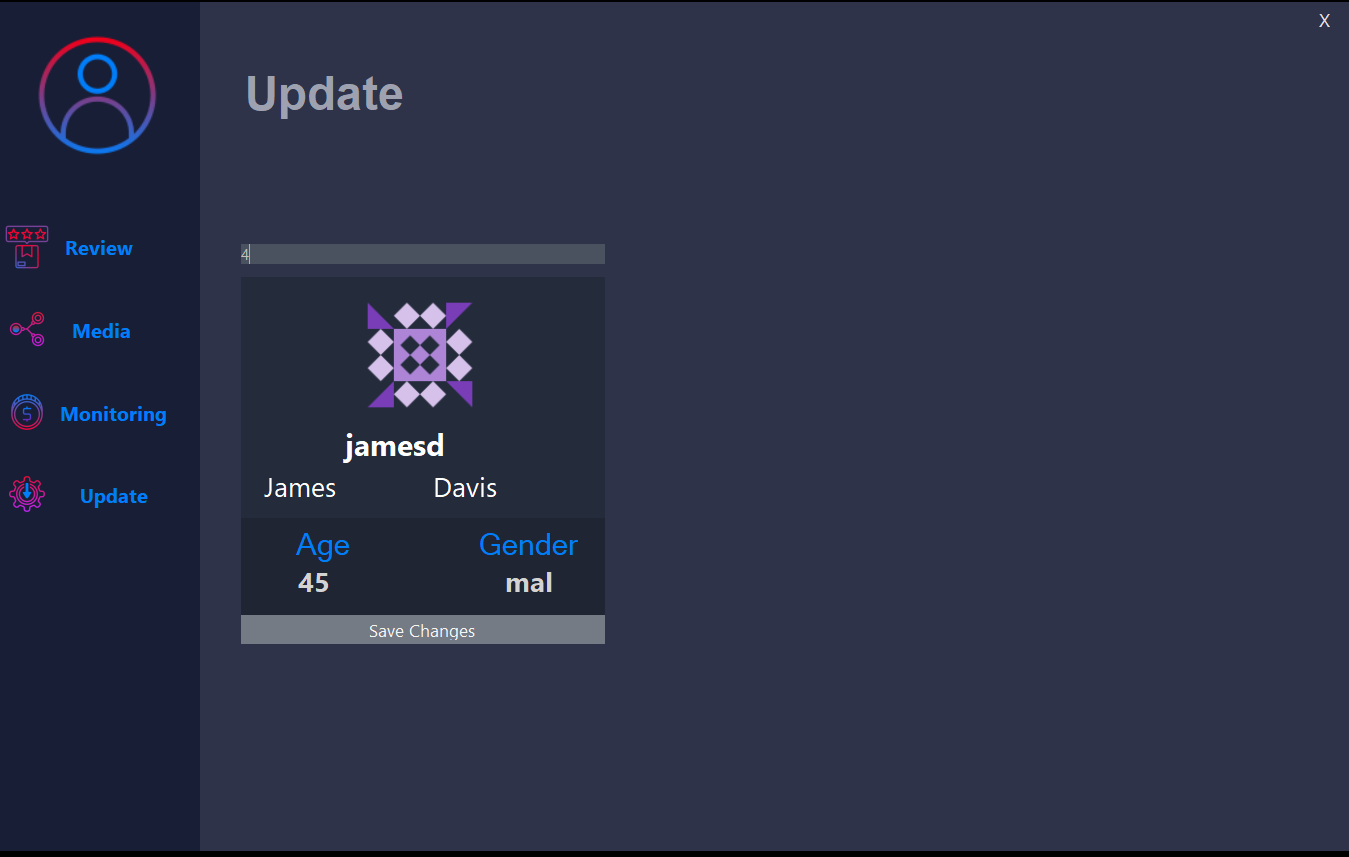 X
Update
Review
Media
Monitoring
Update
4
jamesd
James Davis
Age Gender
45 mal
Save Changes